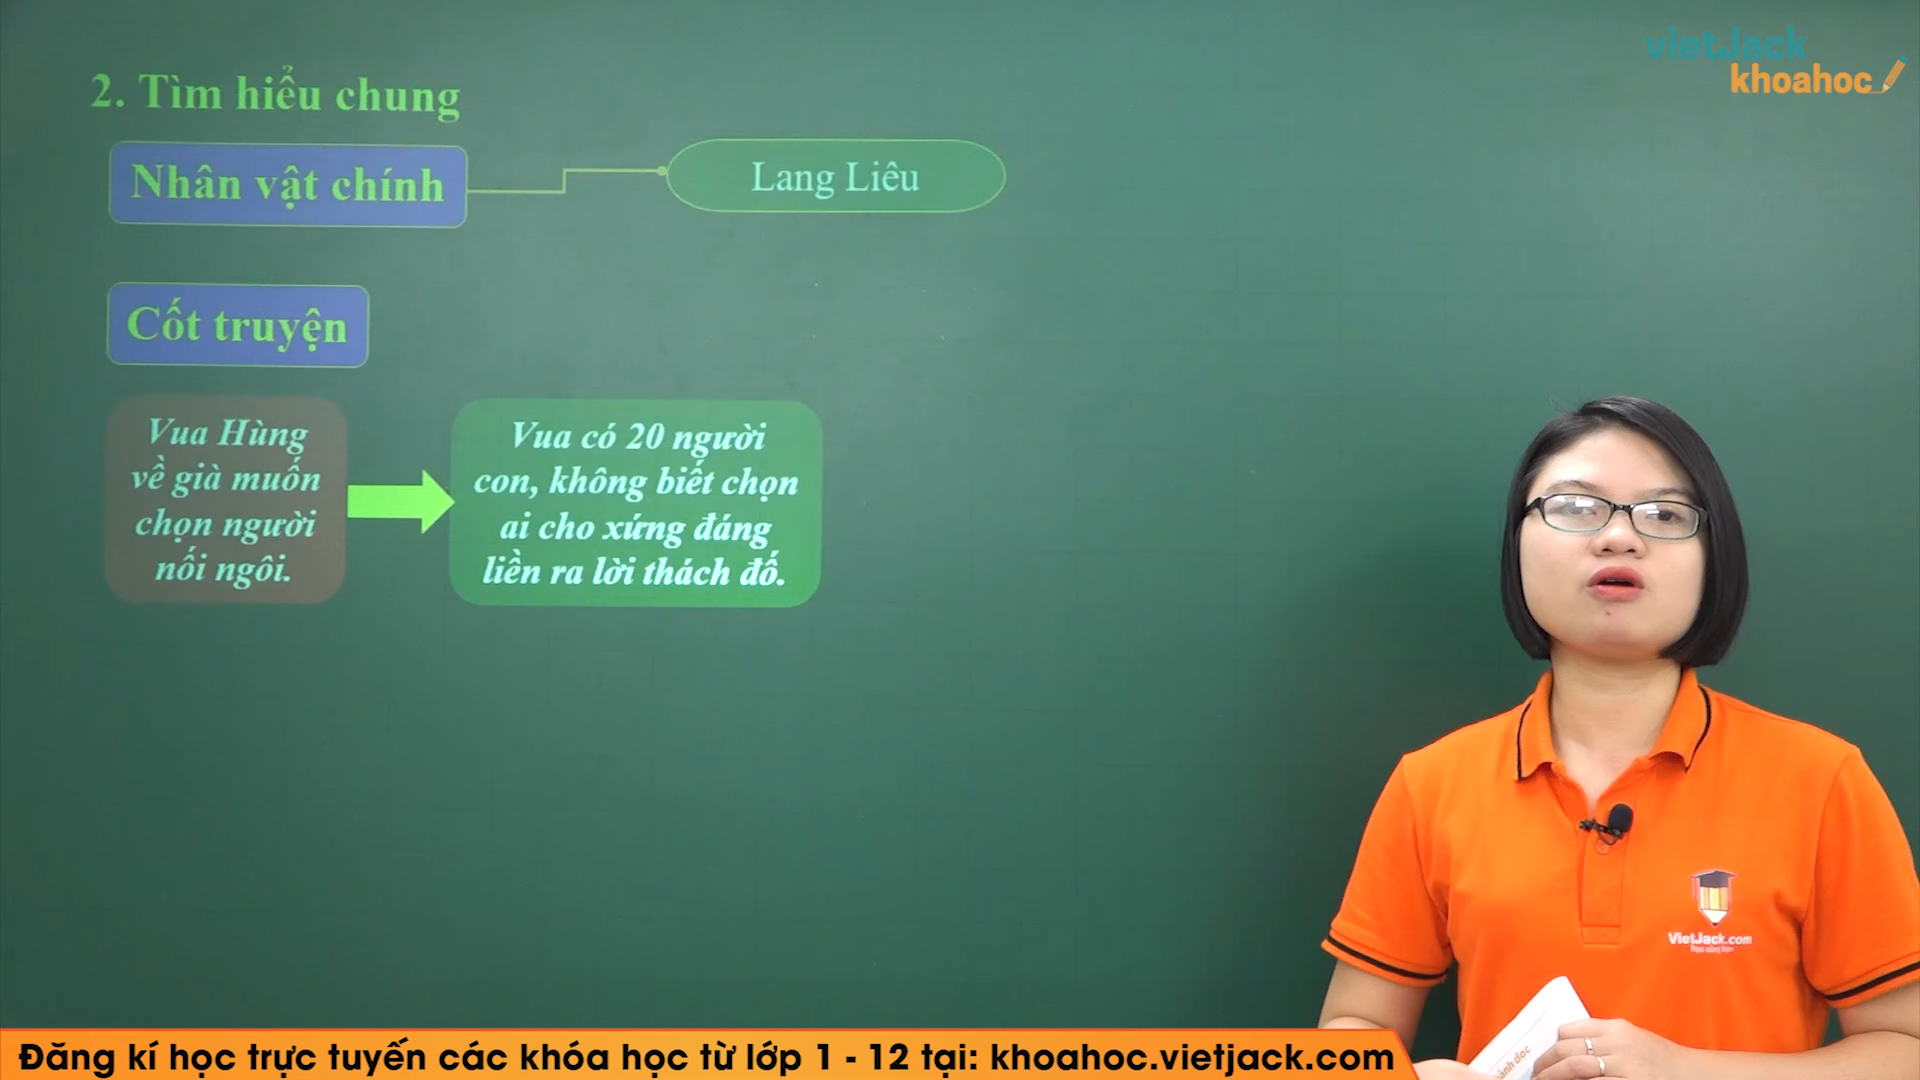 vietJack
khoahoc
2. Tìm hiểu chung
Nhân vật chính
Lang Liêu
Cốt truyện
Vua Hùng
về già muốn
chọn người
nối ngôi.
Vua có 20 người
con, không biết chọn
ai cho xứng đáng
liền ra lời thách đố.
VietJack.com
Học cùng bạn
Đăng kí học trực tuyến các khóa học từ lớp 1 - 12 tại: khoahoc.vietjack.com